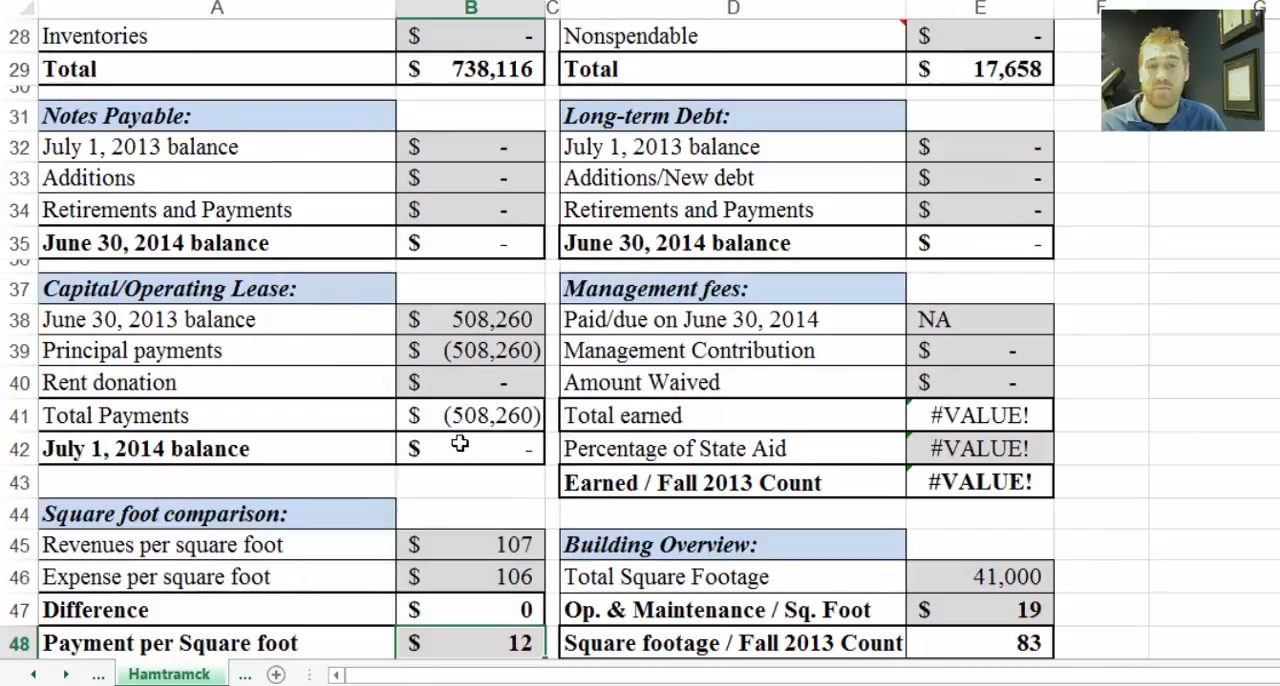 A B C D E F G
28 Inventories $ - Nonspendable $ -
29 Total $ 738,116 Total $ 17,658
31 Notes Payable: Long-term Debt:
32 July 1, 2013 balance $ - July 1, 2013 balance $ -
33 Additions $ - Additions/New debt $ -
34 Retirements and Payments $ - Retirements and Payments $ -
35 June 30, 2014 balance $ - June 30, 2014 balance $ -
37 Capital/Operating Lease: Management fees:
38 June 30, 2013 balance $ 508,260 Paid/due on June 30, 2014 NA
39 Principal payments $ (508,260) Management Contribution $ -
40 Rent donation $ - Amount Waived $ -
41 Total Payments $ (508,260) Total earned #VALUE!
42 July 1, 2014 balance $ - Percentage of State Aid #VALUE!
43 Earned / Fall 2013 Count #VALUE!
44 Square foot comparison:
45 Revenues per square foot $ 107 Building Overview:
46 Expense per square foot $ 106 Total Square Footage 41,000
47 Difference $ 0 Op. & Maintenance / Sq. Foot $ 19
48 Payment per Square foot $ 12 Square footage / Fall 2013 Count 83
... Hamtramck ...